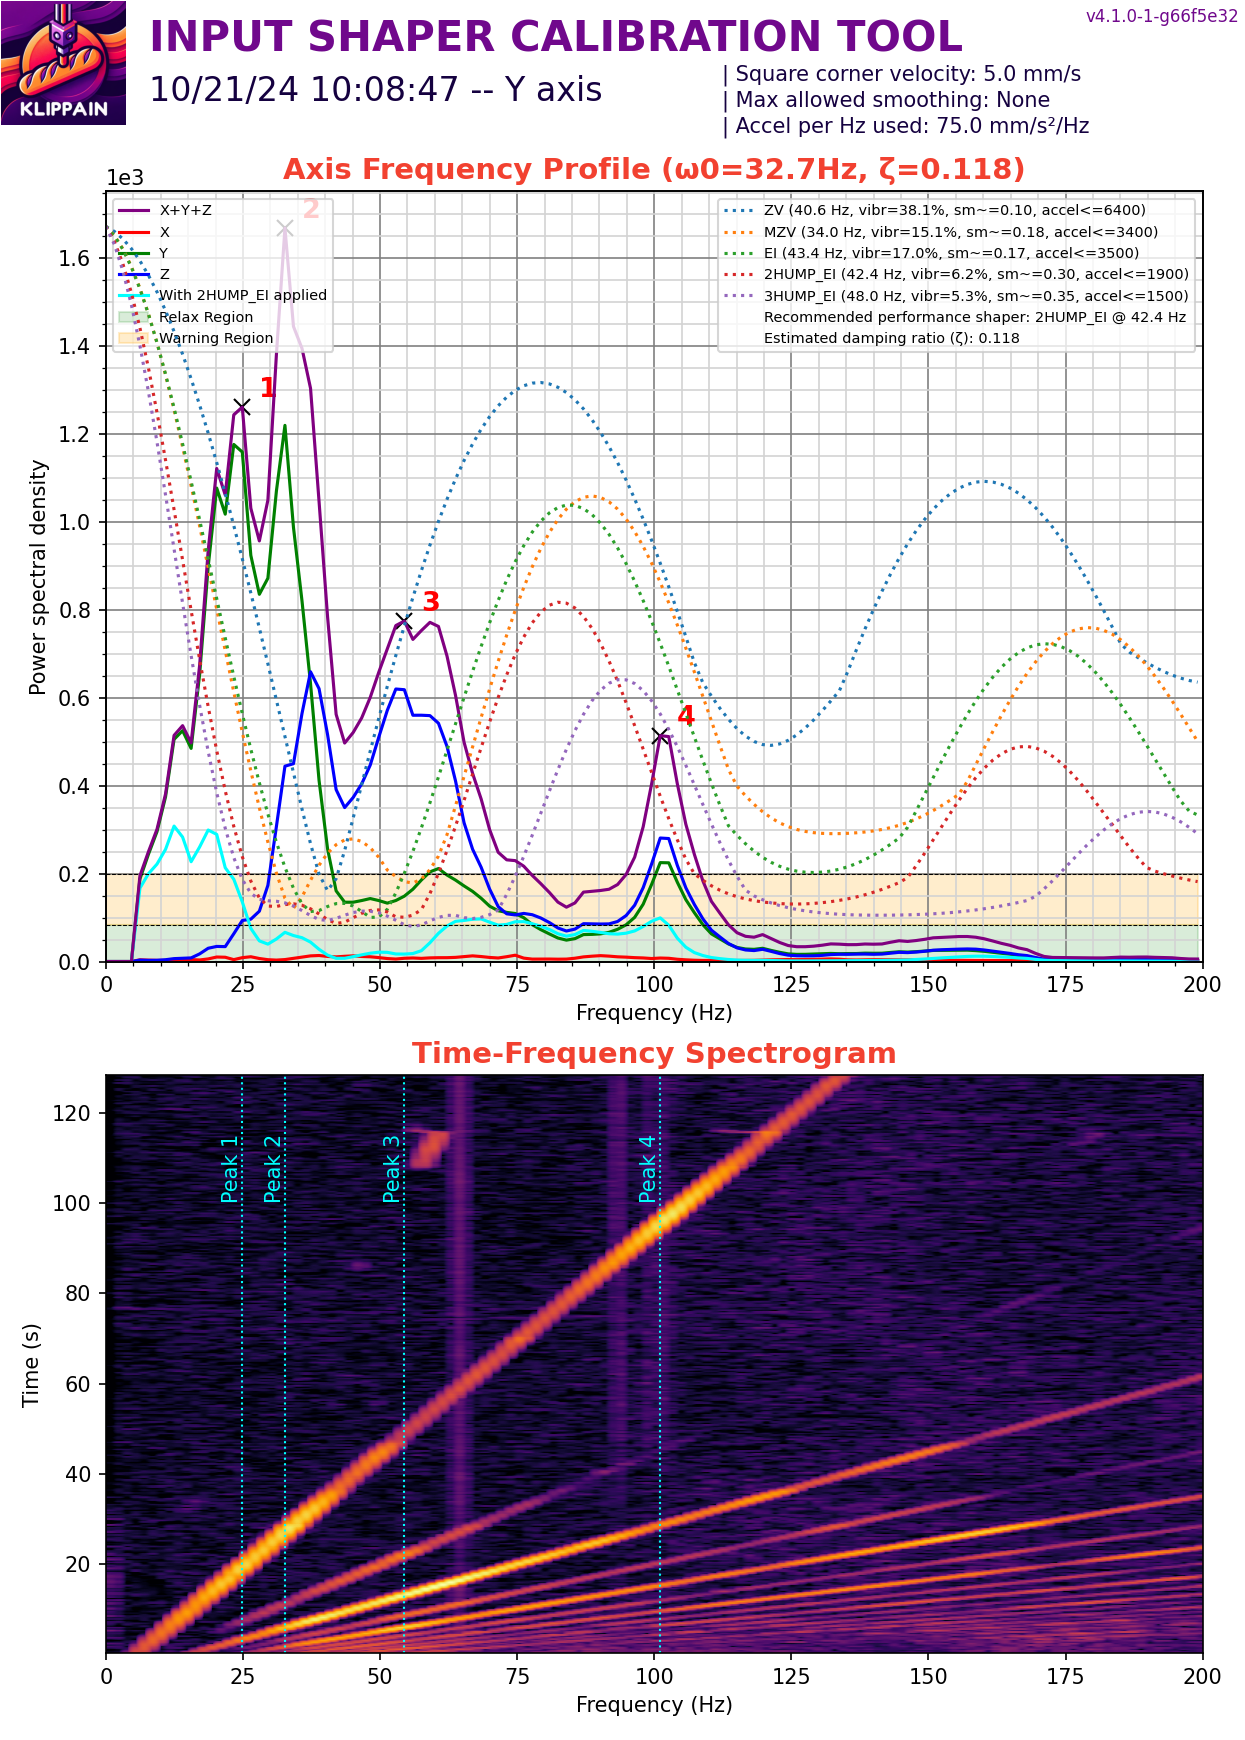 v4.1.0-1-g66f5e32
INPUT SHAPER CALIBRATION TOOL
10/21/24 10:08:47 -- Y axis
| Square corner velocity: 5.0 mm/s
| Max allowed smoothing: None
| Accel per Hz used: 75.0 mm/s²/Hz
KLIPPAIN
Axis Frequency Profile (ω0=32.7Hz, ζ=0.118)
1e3
X+Y+Z
X
Y
Z
With 2HUMP_EI applied
Relax Region
Warning Region
ZV (40.6 Hz, vibr=38.1%, sm~=0.10, accel<=6400)
MZV (34.0 Hz, vibr=15.1%, sm~=0.18, accel<=3400)
EI (43.4 Hz, vibr=17.0%, sm~=0.17, accel<=3500)
2HUMP_EI (42.4 Hz, vibr=6.2%, sm~=0.30, accel<=1900)
3HUMP_EI (48.0 Hz, vibr=5.3%, sm~=0.35, accel<=1500)
Recommended performance shaper: 2HUMP_EI @ 42.4 Hz
Estimated damping ratio (ζ): 0.118
2
1
3
4
Power spectral density
1.6
1.4
1.2
1.0
0.8
0.6
0.4
0.2
0.0
0 25 50 75 100 125 150 175 200
Frequency (Hz)
Time-Frequency Spectrogram
Peak 1
Peak 2
Peak 3
Peak 4
Time (s)
120
100
80
60
40
20
0 25 50 75 100 125 150 175 200
Frequency (Hz)